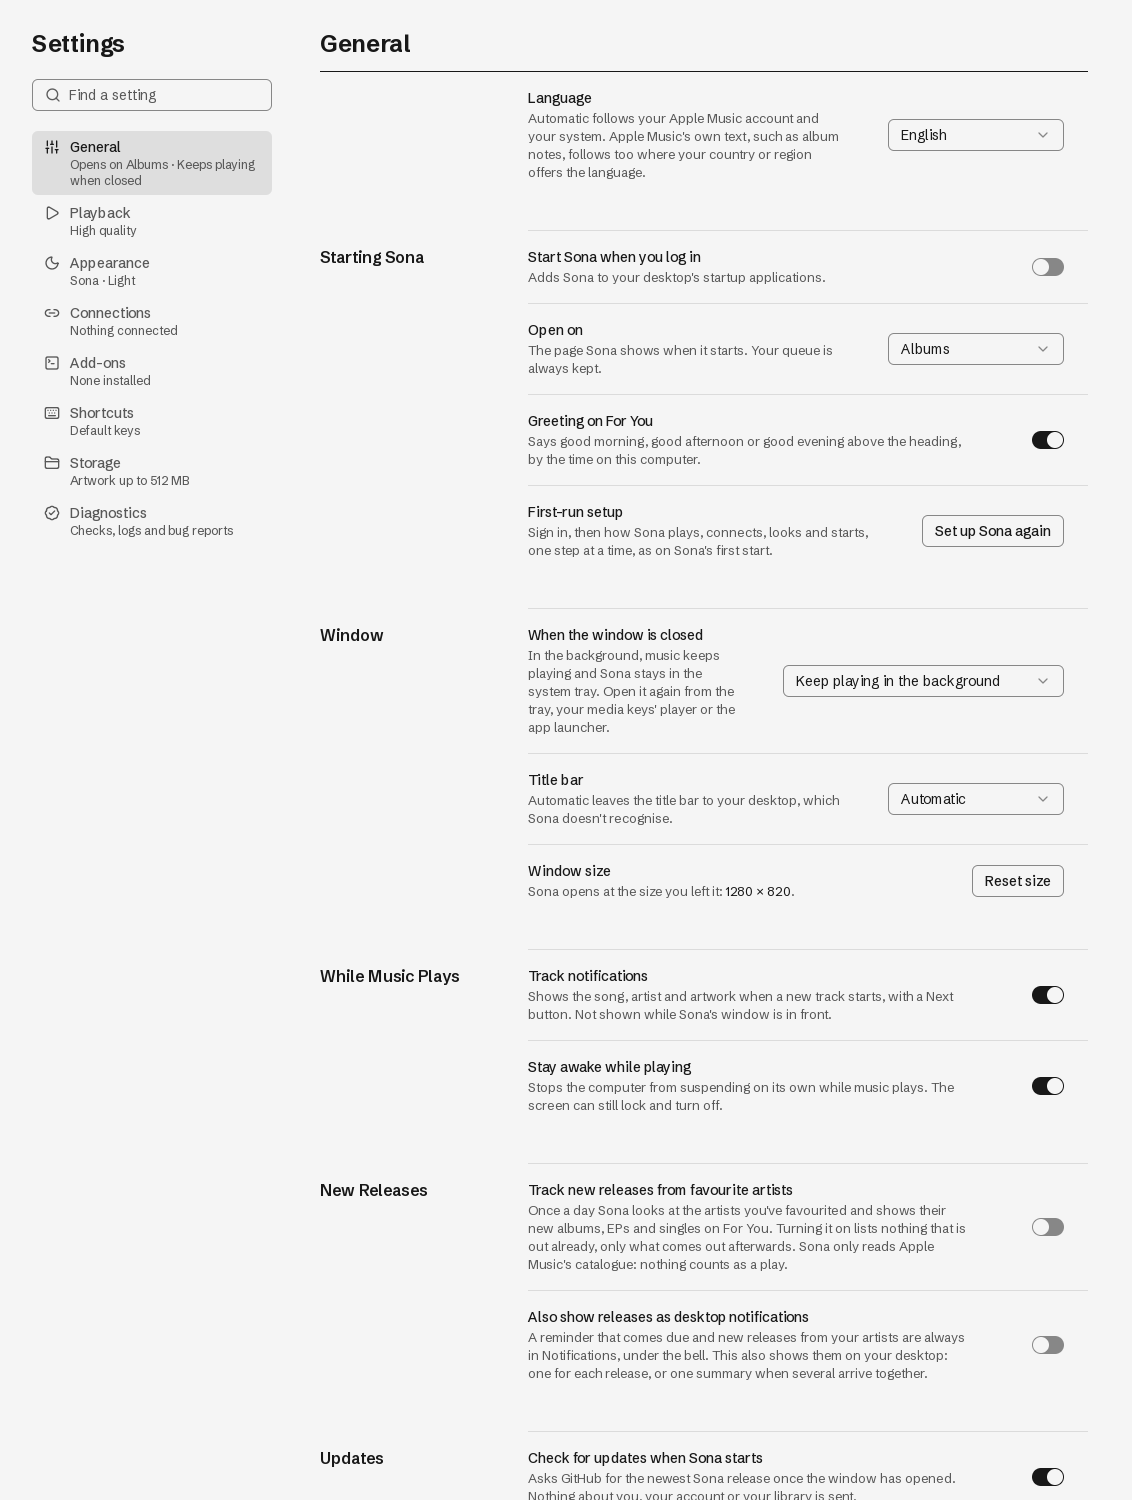 Settings
Find a setting
General
Opens on Albums · Keeps playing
when closed
Playback
High quality
Appearance
Sona · Light
Connections
Nothing connected
Add-ons
None installed
Shortcuts
Default keys
Storage
Artwork up to 512 MB
Diagnostics
Checks, logs and bug reports
General
Language
Automatic follows your Apple Music account and
your system. Apple Music's own text, such as album
notes, follows too where your country or region
offers the language.
English
Starting Sona
Start Sona when you log in
Adds Sona to your desktop's startup applications.
Open on
The page Sona shows when it starts. Your queue is
always kept.
Albums
Greeting on For You
Says good morning, good afternoon or good evening above the heading,
by the time on this computer.
First-run setup
Sign in, then how Sona plays, connects, looks and starts,
one step at a time, as on Sona's first start.
Set up Sona again
Window
When the window is closed
In the background, music keeps
playing and Sona stays in the
system tray. Open it again from the
tray, your media keys' player or the
app launcher.
Keep playing in the background
Title bar
Automatic leaves the title bar to your desktop, which
Sona doesn't recognise.
Automatic
Window size
Sona opens at the size you left it: 1280 × 820.
Reset size
While Music Plays
Track notifications
Shows the song, artist and artwork when a new track starts, with a Next
button. Not shown while Sona's window is in front.
Stay awake while playing
Stops the computer from suspending on its own while music plays. The
screen can still lock and turn off.
New Releases
Track new releases from favourite artists
Once a day Sona looks at the artists you've favourited and shows their
new albums, EPs and singles on For You. Turning it on lists nothing that is
out already, only what comes out afterwards. Sona only reads Apple
Music's catalogue: nothing counts as a play.
Also show releases as desktop notifications
A reminder that comes due and new releases from your artists are always
in Notifications, under the bell. This also shows them on your desktop:
one for each release, or one summary when several arrive together.
Updates
Check for updates when Sona starts
Asks GitHub for the newest Sona release once the window has opened.
Nothing about you, your account or your library is sent.